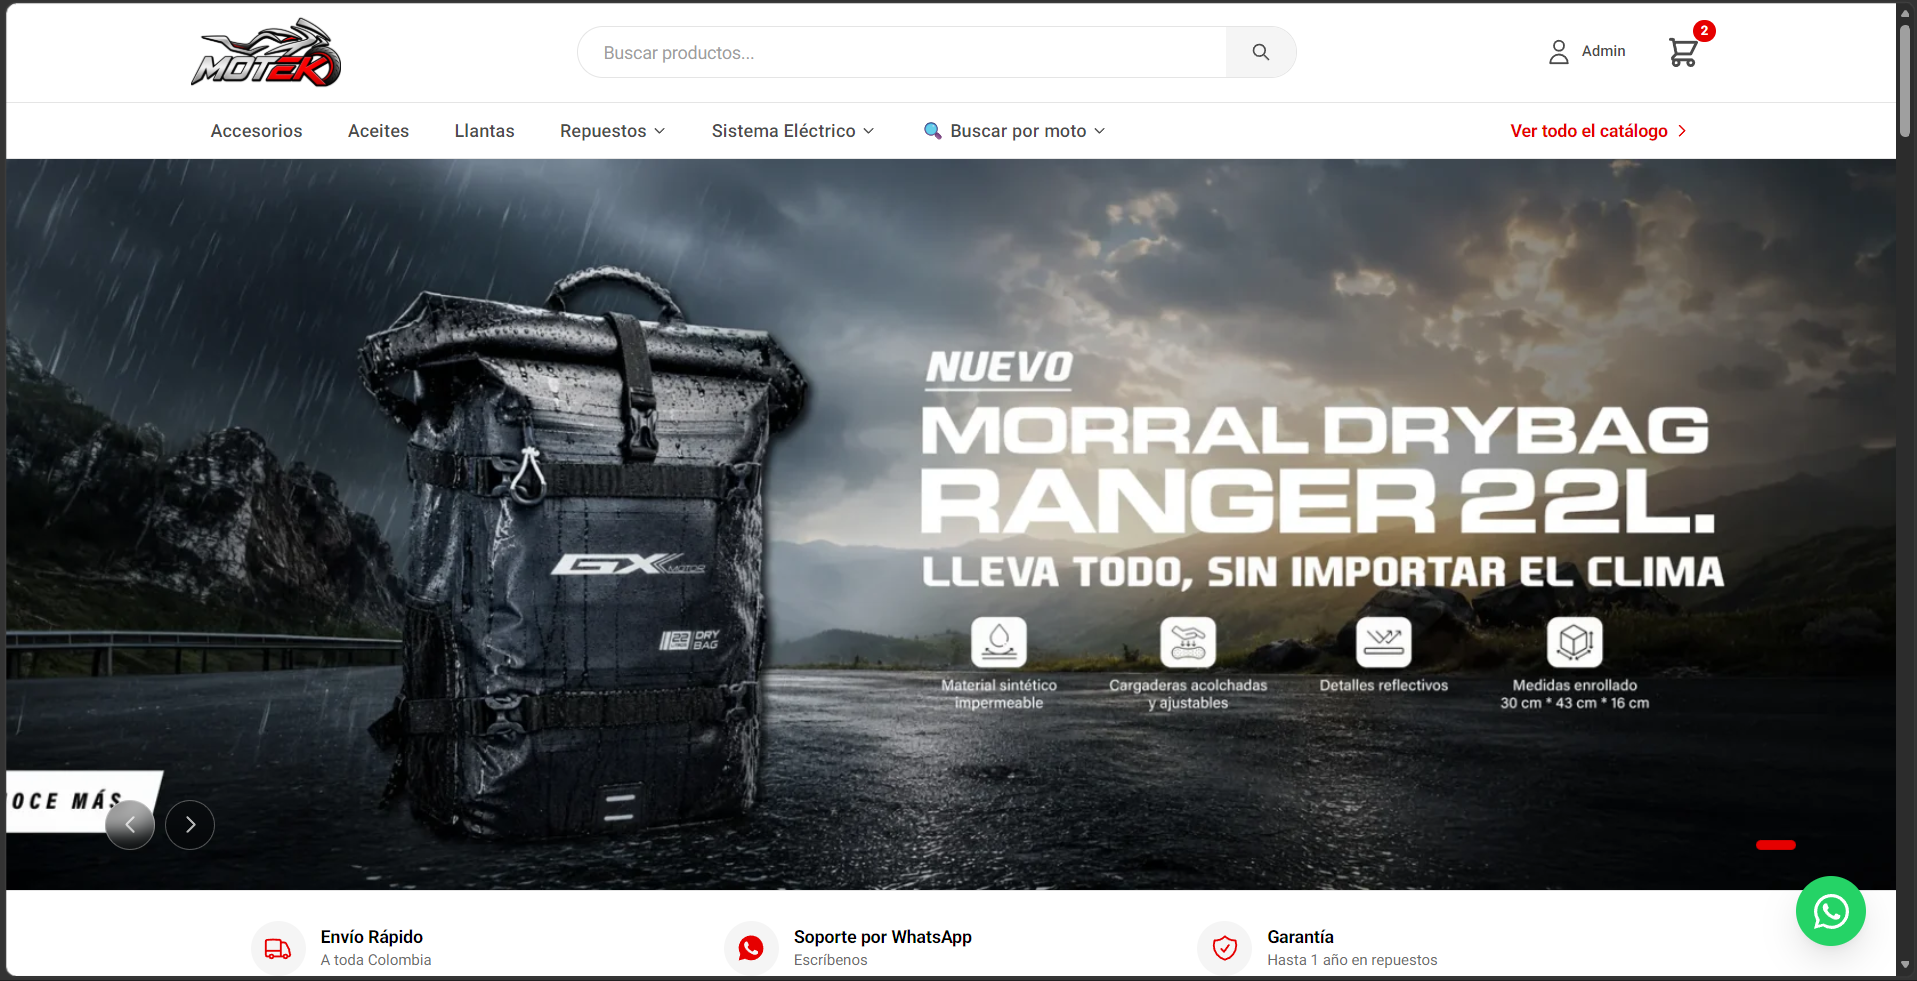 MOTEK
Buscar productos...
Admin
2
Accesorios
Aceites
Llantas
Repuestos
Sistema Eléctrico
Buscar por moto
Ver todo el catálogo
NUEVO
MORRAL DRYBAG
RANGER 22L.
LLEVA TODO, SIN IMPORTAR EL CLIMA
GX MOTOR
22
DRY
BAG
Material sintético
impermeable
Cargaderas acolchadas
y ajustables
Detalles reflectivos
Medidas enrollado
30 cm * 43 cm * 16 cm
OCE MÁS
Envío Rápido
A toda Colombia
Soporte por WhatsApp
Escríbenos
Garantía
Hasta 1 año en repuestos